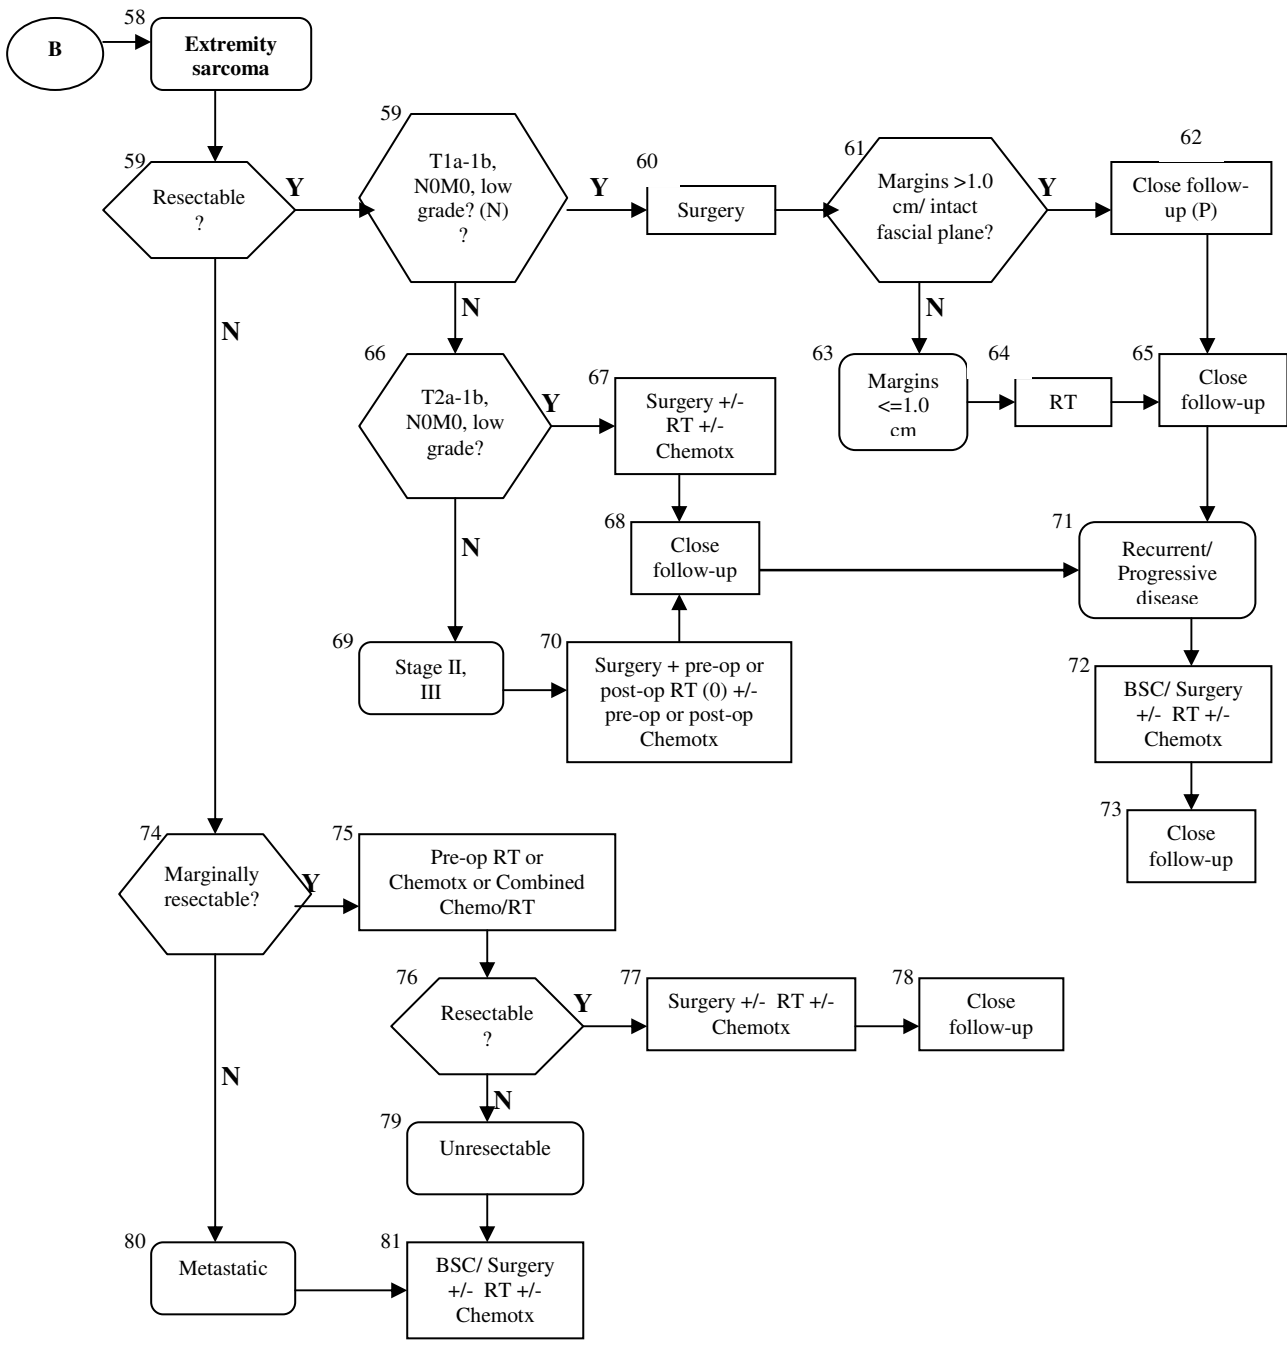 58
B
Extremity
sarcoma
59
Resectable
?
Y
59
T1a-1b,
N0M0, low
grade? (N)
?
Y
60
Surgery
61
Margins >1.0
cm/ intact
fascial plane?
Y
62
Close follow-
up (P)
N
N
N
63
Margins
<=1.0
cm
64
RT
65
Close
follow-up
66
T2a-1b,
N0M0, low
grade?
Y
67
Surgery +/-
RT +/-
Chemotx
N
68
Close
follow-up
71
Recurrent/
Progressive
disease
69
Stage II,
III
70
Surgery + pre-op or
post-op RT (0) +/-
pre-op or post-op
Chemotx
72
BSC/ Surgery
+/- RT +/-
Chemotx
73
Close
follow-up
74
Marginally
resectable?
Y
75
Pre-op RT or
Chemotx or Combined
Chemo/RT
76
Resectable
?
Y
77
Surgery +/- RT +/-
Chemotx
78
Close
follow-up
N
N
79
Unresectable
80
Metastatic
81
BSC/ Surgery
+/- RT +/-
Chemotx